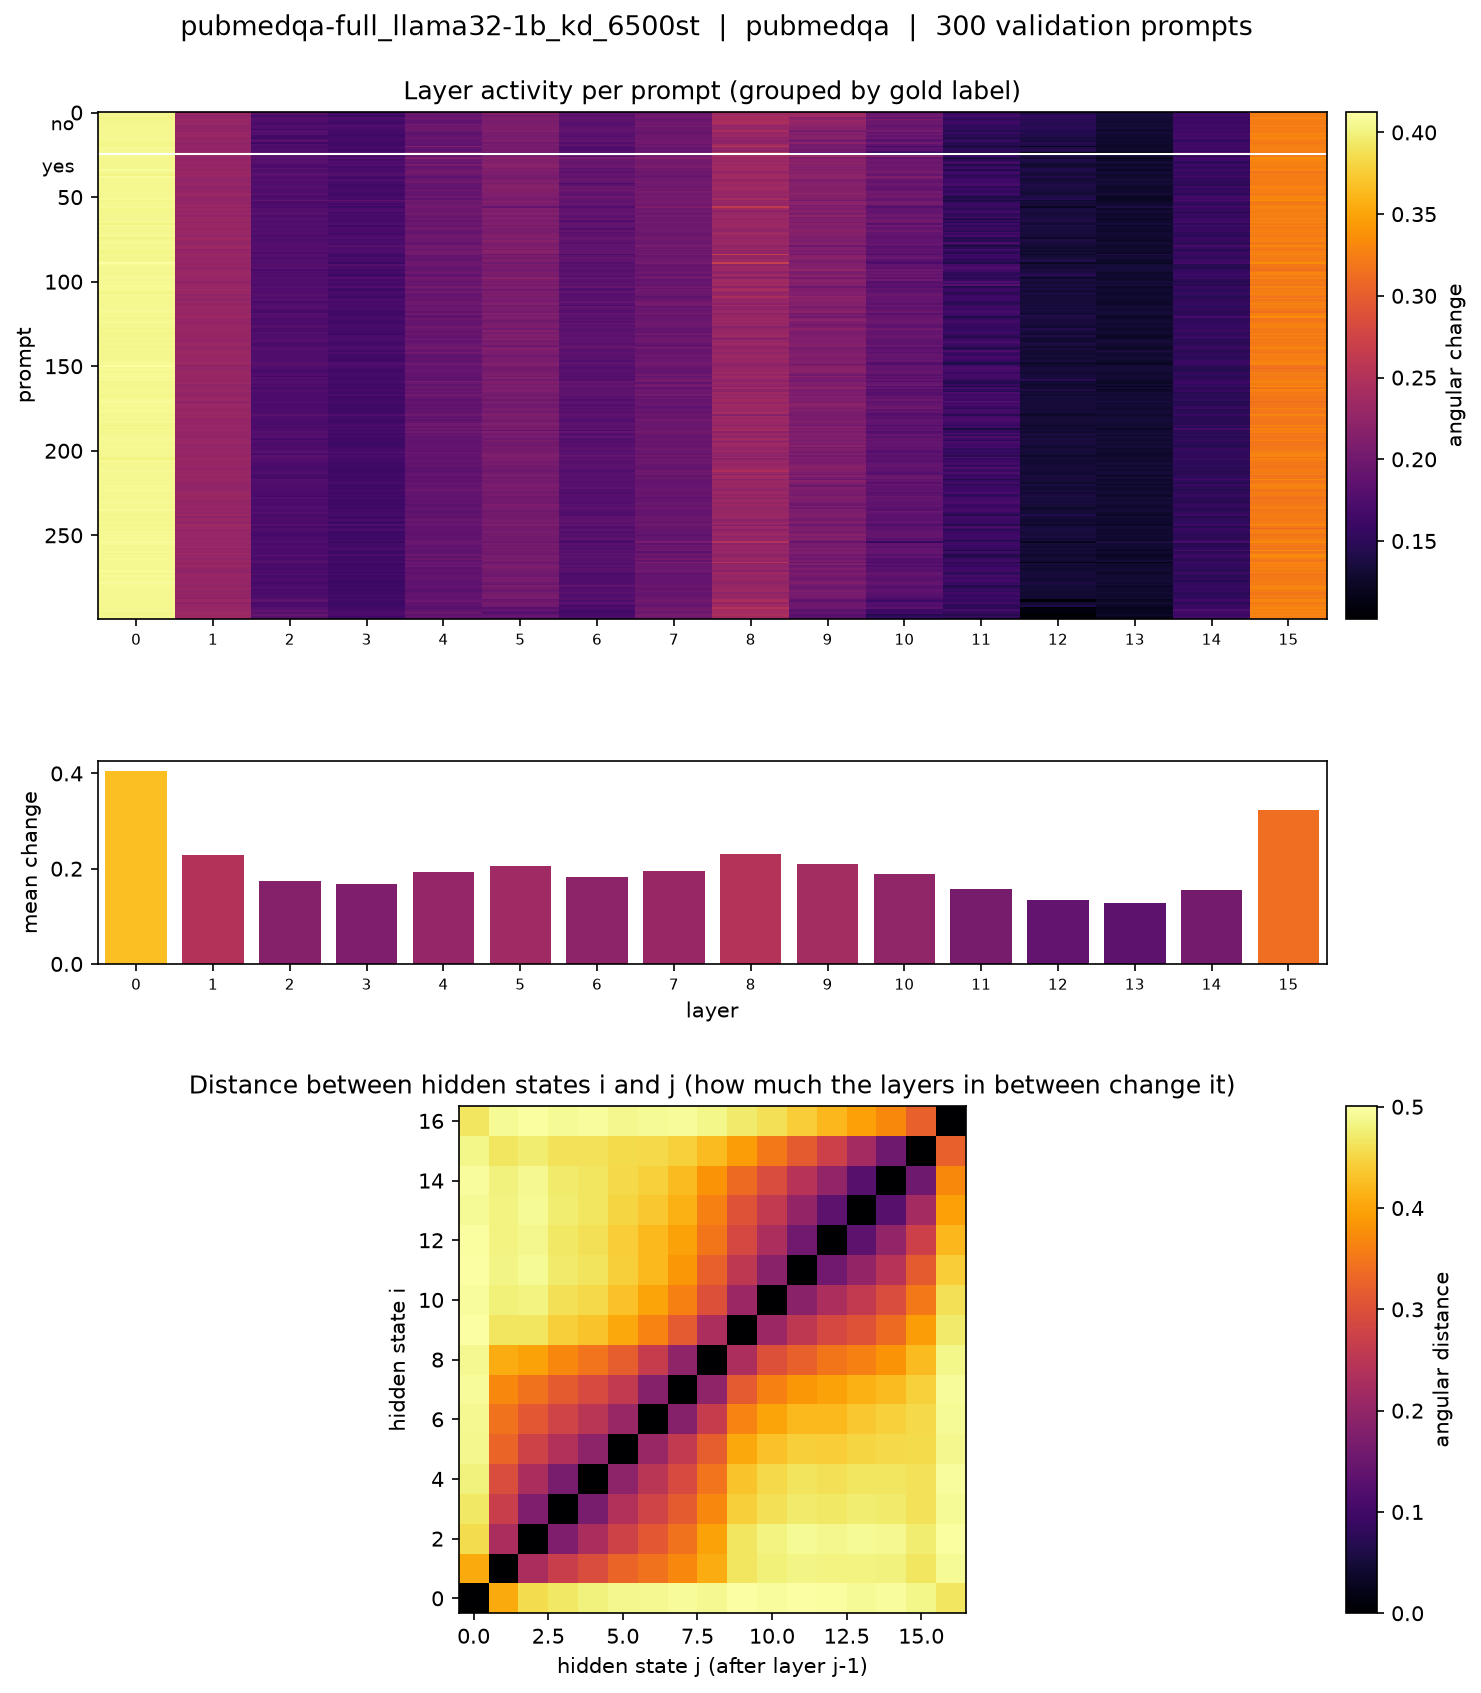 pubmedqa-full_llama32-1b_kd_6500st | pubmedqa | 300 validation prompts
Layer activity per prompt (grouped by gold label)
0
no
yes
50
100
150
200
250
prompt
0 1 2 3 4 5 6 7 8 9 10 11 12 13 14 15
0.40
0.35
0.30
0.25
0.20
0.15
angular change
0.4
0.2
0.0
mean change
0 1 2 3 4 5 6 7 8 9 10 11 12 13 14 15
layer
Distance between hidden states i and j (how much the layers in between change it)
16
14
12
10
8
6
4
2
0
hidden state i
0.0 2.5 5.0 7.5 10.0 12.5 15.0
hidden state j (after layer j-1)
0.5
0.4
0.3
0.2
0.1
0.0
angular distance